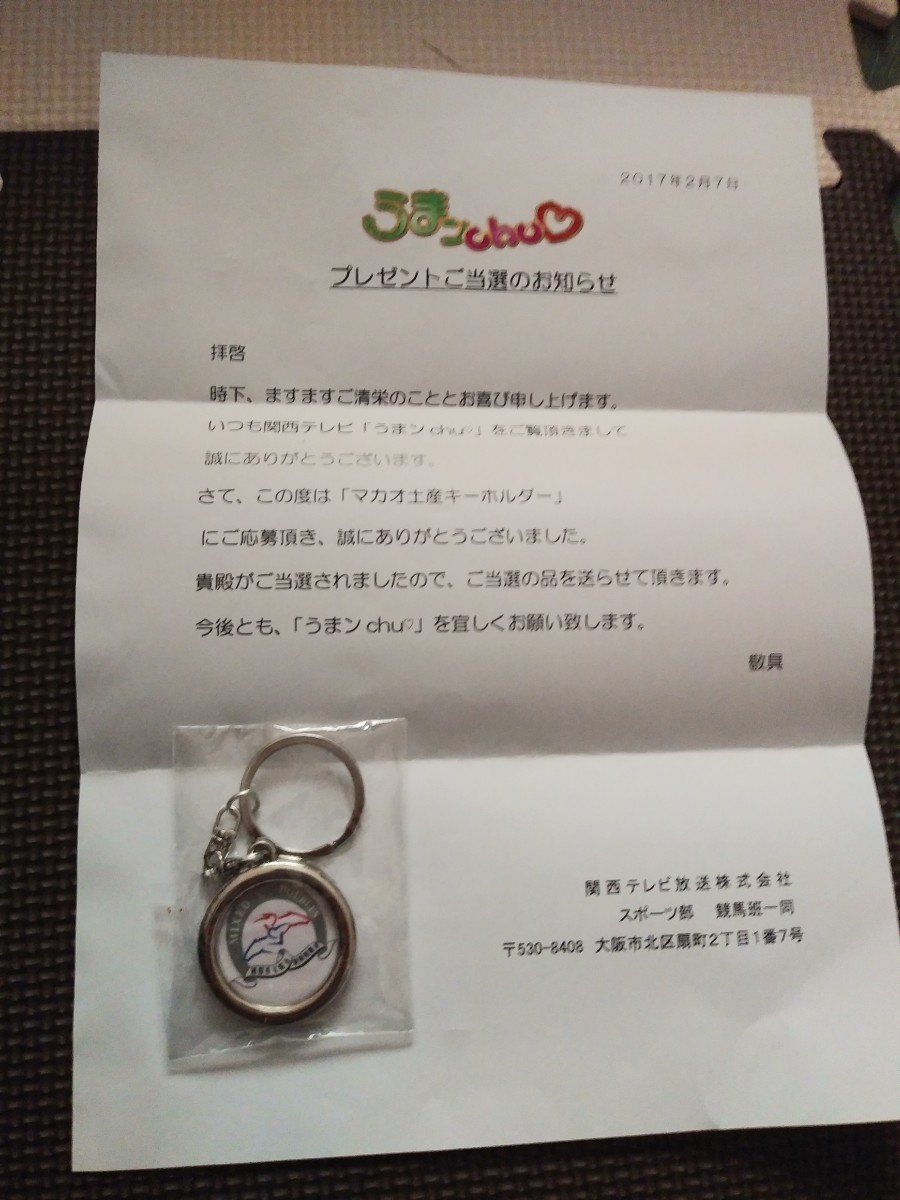 2017年2月7日
うまンchu♡
プレゼントご当選のお知らせ
拝啓
時下、ますますご清栄のこととお喜び申し上げます。
いつも関西テレビ「うまンchu♡」をご覧頂きまして
誠にありがとうございます。
さて、この度は「マカオ土産キーホルダー」
にご応募頂き、誠にありがとうございました。
貴殿がご当選されましたので、ご当選の品を送らせて頂きます。
今後とも、「うまンchu♡」を宜しくお願い致します。
敬具
関西テレビ放送株式会社
スポーツ部 競馬班一同
〒530-8408 大阪市北区扇町2丁目1番7号